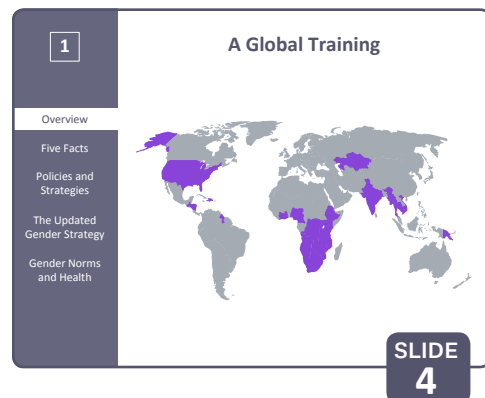 1
A Global Training
Overview
Five Facts
Policies and
Strategies
The Updated
Gender Strategy
Gender Norms
and Health
SLIDE
4